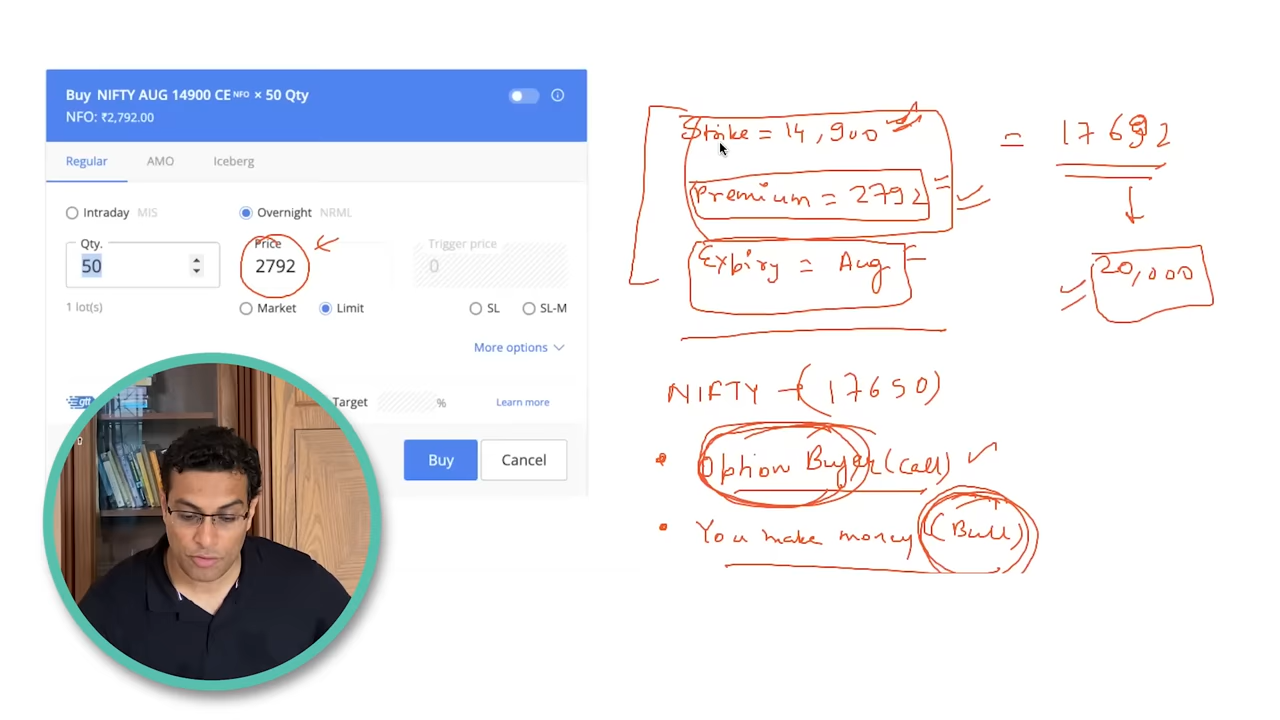 Buy NIFTY AUG 14900 CE NFO × 50 Qty
NFO: ₹2,792.00
Regular AMO Iceberg
Intraday MIS Overnight NRML
Qty. Price Trigger price
50 2792 0
1 lot(s) Market Limit SL SL-M
More options
gtt Target % Learn more
Buy Cancel
Strike = 14,900 = 17692
Premium = 2792
Expiry = Aug 20,000
NIFTY - (17650)
• Option Buyer (call)
• You make money (Bull)